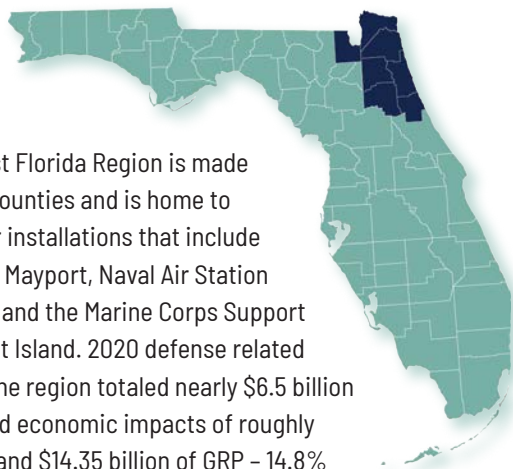 st Florida Region is made
ounties and is home to
r installations that include
Mayport, Naval Air Station
and the Marine Corps Support
t Island. 2020 defense related
he region totaled nearly $6.5 billion
d economic impacts of roughly
and $14.35 billion of GRP – 14.8%